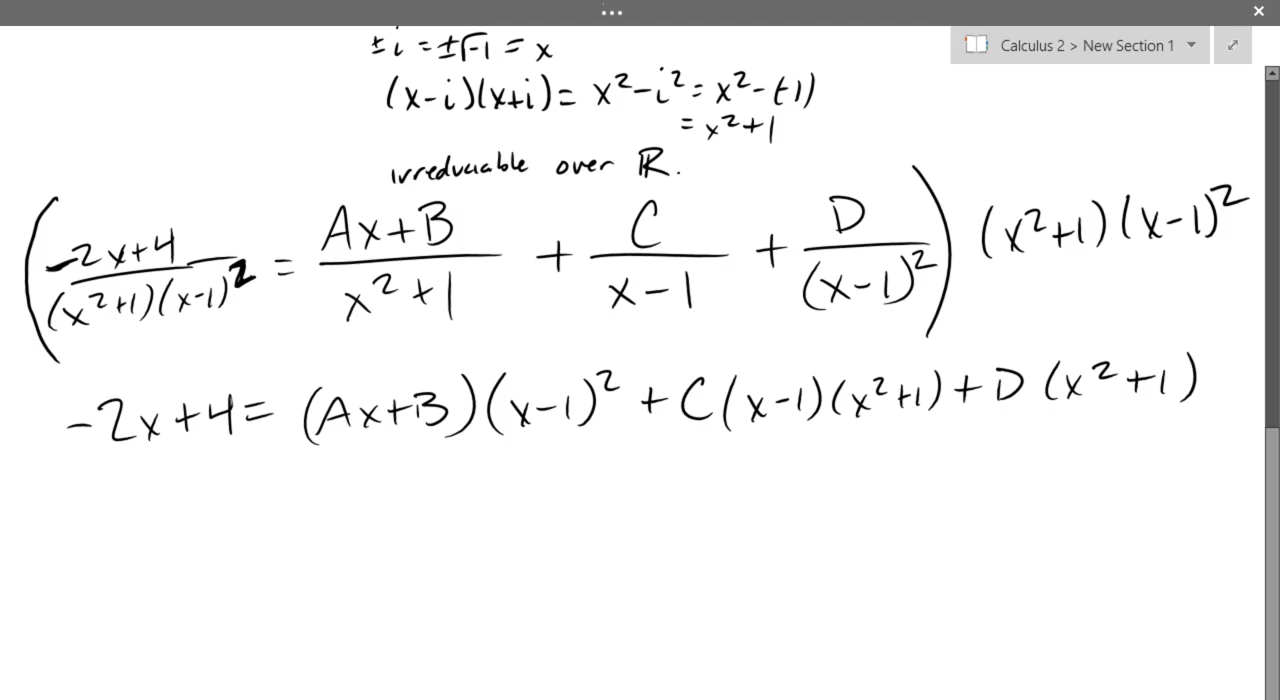 Calculus 2 > New Section 1
±i = ±√-1 = x
(x-i)(x+i) = x² - i² = x² - (-1)
= x² + 1
irreducable over ℝ.
( (-2x+4)/((x²+1)(x-1)²) = (Ax+B)/(x²+1) + C/(x-1) + D/(x-1)² ) (x²+1)(x-1)²
-2x+4 = (Ax+B)(x-1)² + C(x-1)(x²+1) + D(x²+1)